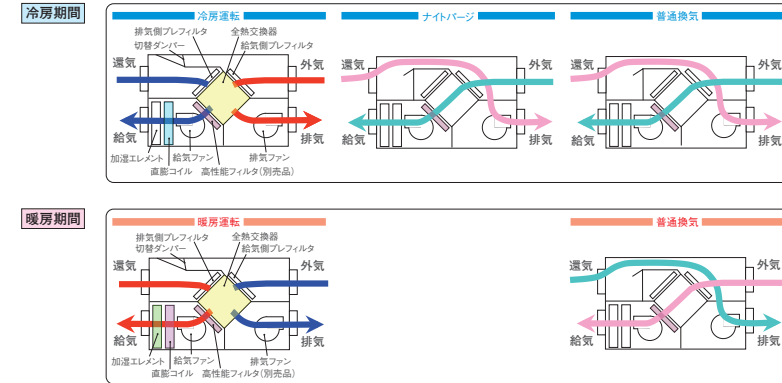 冷房期間
冷房運転
ナイトパージ
普通換気
排気側プレフィルタ 全熱交換器
切替ダンパー 給気側プレフィルタ
還気 外気 還気 外気 還気 外気
給気 排気 給気 排気 給気 排気
加湿エレメント 給気ファン 排気ファン
直膨コイル 高性能フィルタ(別売品)
暖房期間
暖房運転
普通換気
排気側プレフィルタ 全熱交換器
切替ダンパー 給気側プレフィルタ
還気 外気 還気 外気
給気 排気 給気 排気
加湿エレメント 給気ファン 排気ファン
直膨コイル 高性能フィルタ(別売品)